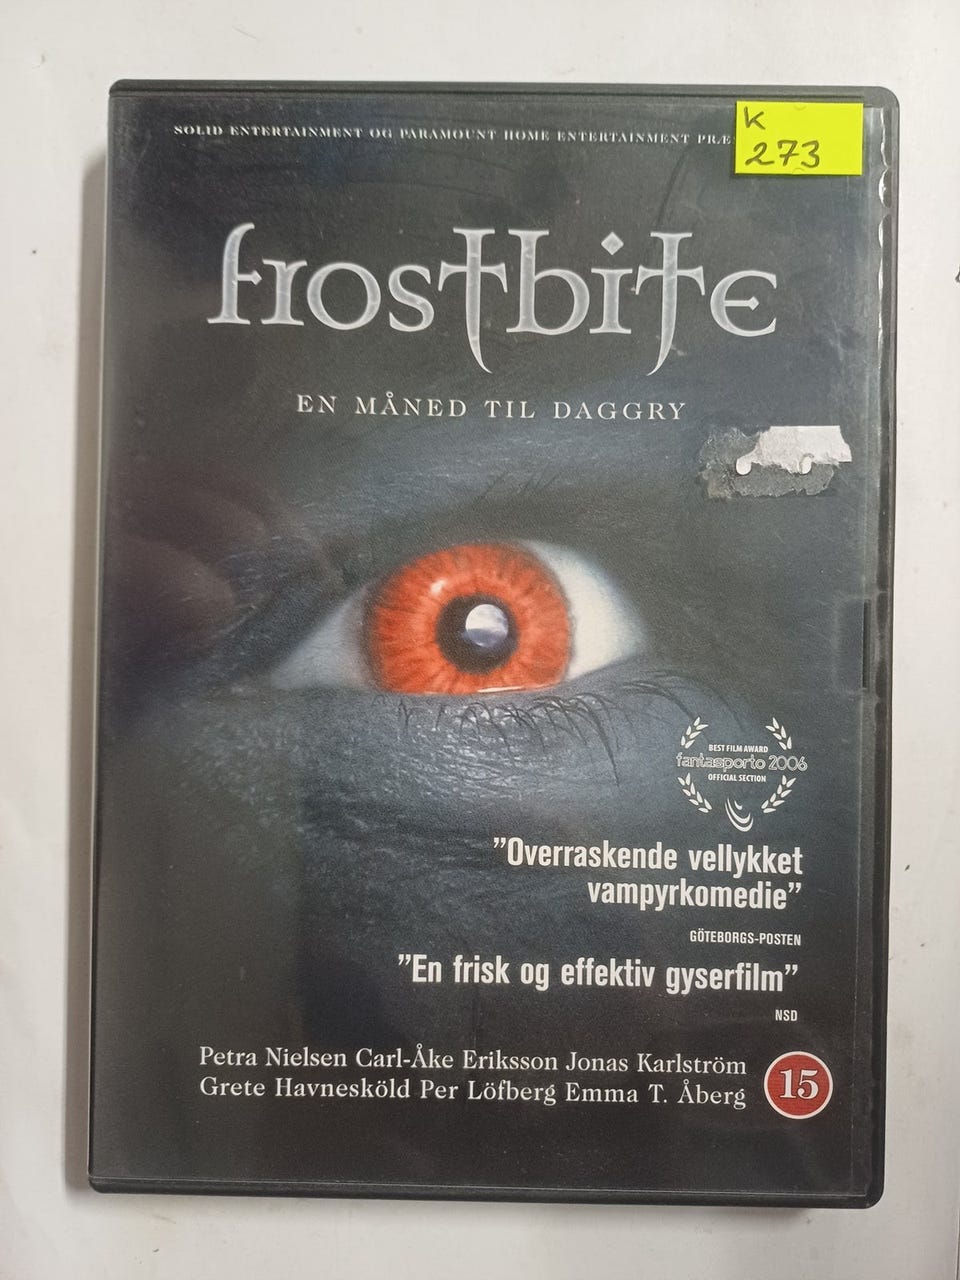 SOLID ENTERTAINMENT OG PARAMOUNT HOME ENTERTAINMENT
K
273
frostbite
EN MÅNED TIL DAGGRY
BEST FILM AWARD
fantasporto 2006
OFFICIAL SECTION
"Overraskende vellykket
vampyrkomedie"
GÖTEBORGS-POSTEN
"En frisk og effektiv gyserfilm"
NSD
Petra Nielsen Carl-Åke Eriksson Jonas Karlström
Grete Havnesköld Per Löfberg Emma T. Åberg
15